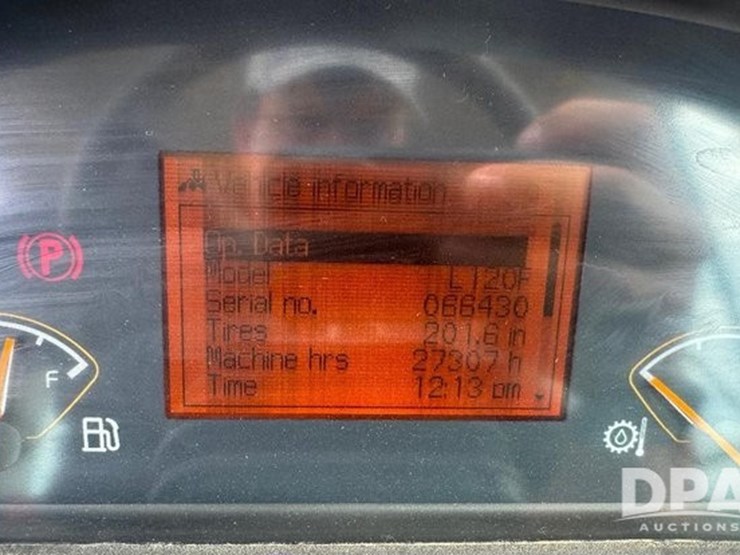 Vehicle information
Op. Data
Model L120F
Serial no. 066430
Tires 201.6 in
Machine hrs 27307 h
Time 12:13 pm
P
F
DPA
AUCTIONS